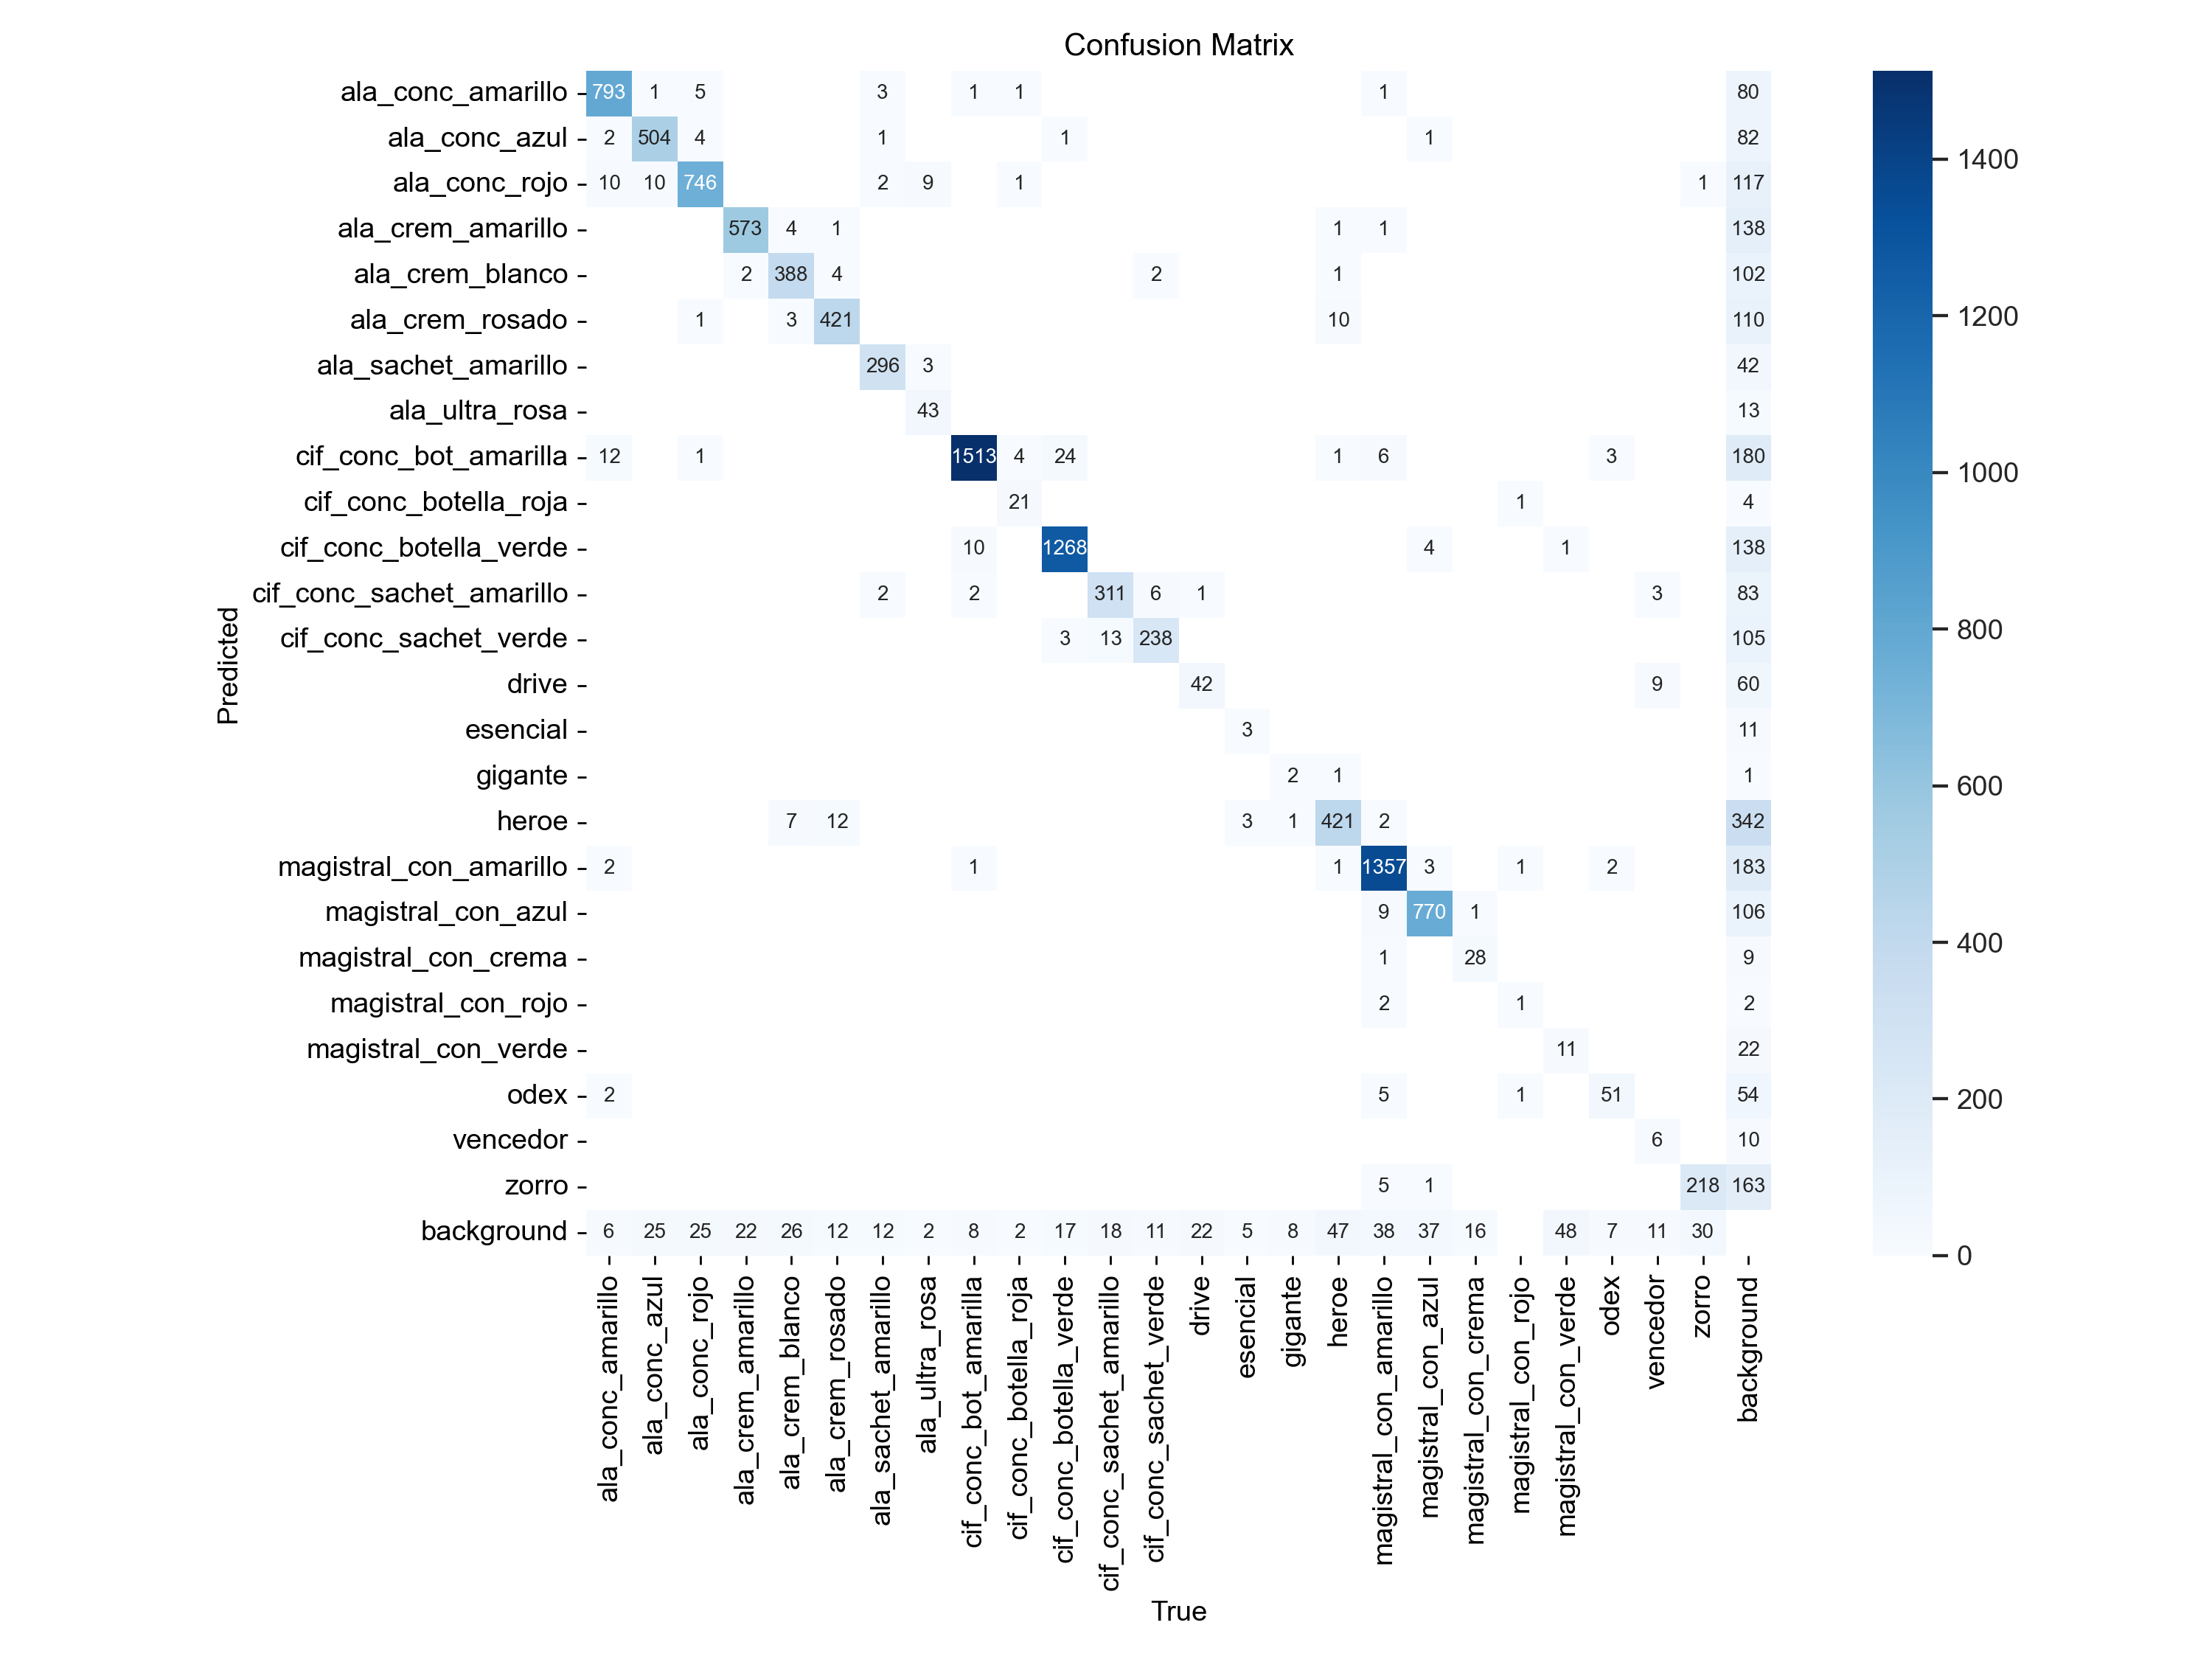 Confusion Matrix
ala_conc_amarillo 793 1 5 3 1 1 1 80
ala_conc_azul 2 504 4 1 1 1 82
ala_conc_rojo 10 10 746 2 9 1 1 117
ala_crem_amarillo 573 4 1 1 1 138
ala_crem_blanco 2 388 4 2 1 102
ala_crem_rosado 1 3 421 10 110
ala_sachet_amarillo 296 3 42
ala_ultra_rosa 43 13
cif_conc_bot_amarilla 12 1 1513 4 24 1 6 3 180
cif_conc_botella_roja 21 1 4
cif_conc_botella_verde 10 1268 4 1 138
cif_conc_sachet_amarillo 2 2 311 6 1 3 83
cif_conc_sachet_verde 3 13 238 105
drive 42 9 60
esencial 3 11
gigante 2 1 1
heroe 7 12 3 1 421 2 342
magistral_con_amarillo 2 1 1 1357 3 1 2 183
magistral_con_azul 9 770 1 106
magistral_con_crema 1 28 9
magistral_con_rojo 2 1 2
magistral_con_verde 11 22
odex 2 5 1 51 54
vencedor 6 10
zorro 5 1 218 163
background 6 25 25 22 26 12 12 2 8 2 17 18 11 22 5 8 47 38 37 16 48 7 11 30
Predicted
ala_conc_amarillo
ala_conc_azul
ala_conc_rojo
ala_crem_amarillo
ala_crem_blanco
ala_crem_rosado
ala_sachet_amarillo
ala_ultra_rosa
cif_conc_bot_amarilla
cif_conc_botella_roja
cif_conc_botella_verde
cif_conc_sachet_amarillo
cif_conc_sachet_verde
drive
esencial
gigante
heroe
magistral_con_amarillo
magistral_con_azul
magistral_con_crema
magistral_con_rojo
magistral_con_verde
odex
vencedor
zorro
background
True
1400
1200
1000
800
600
400
200
0